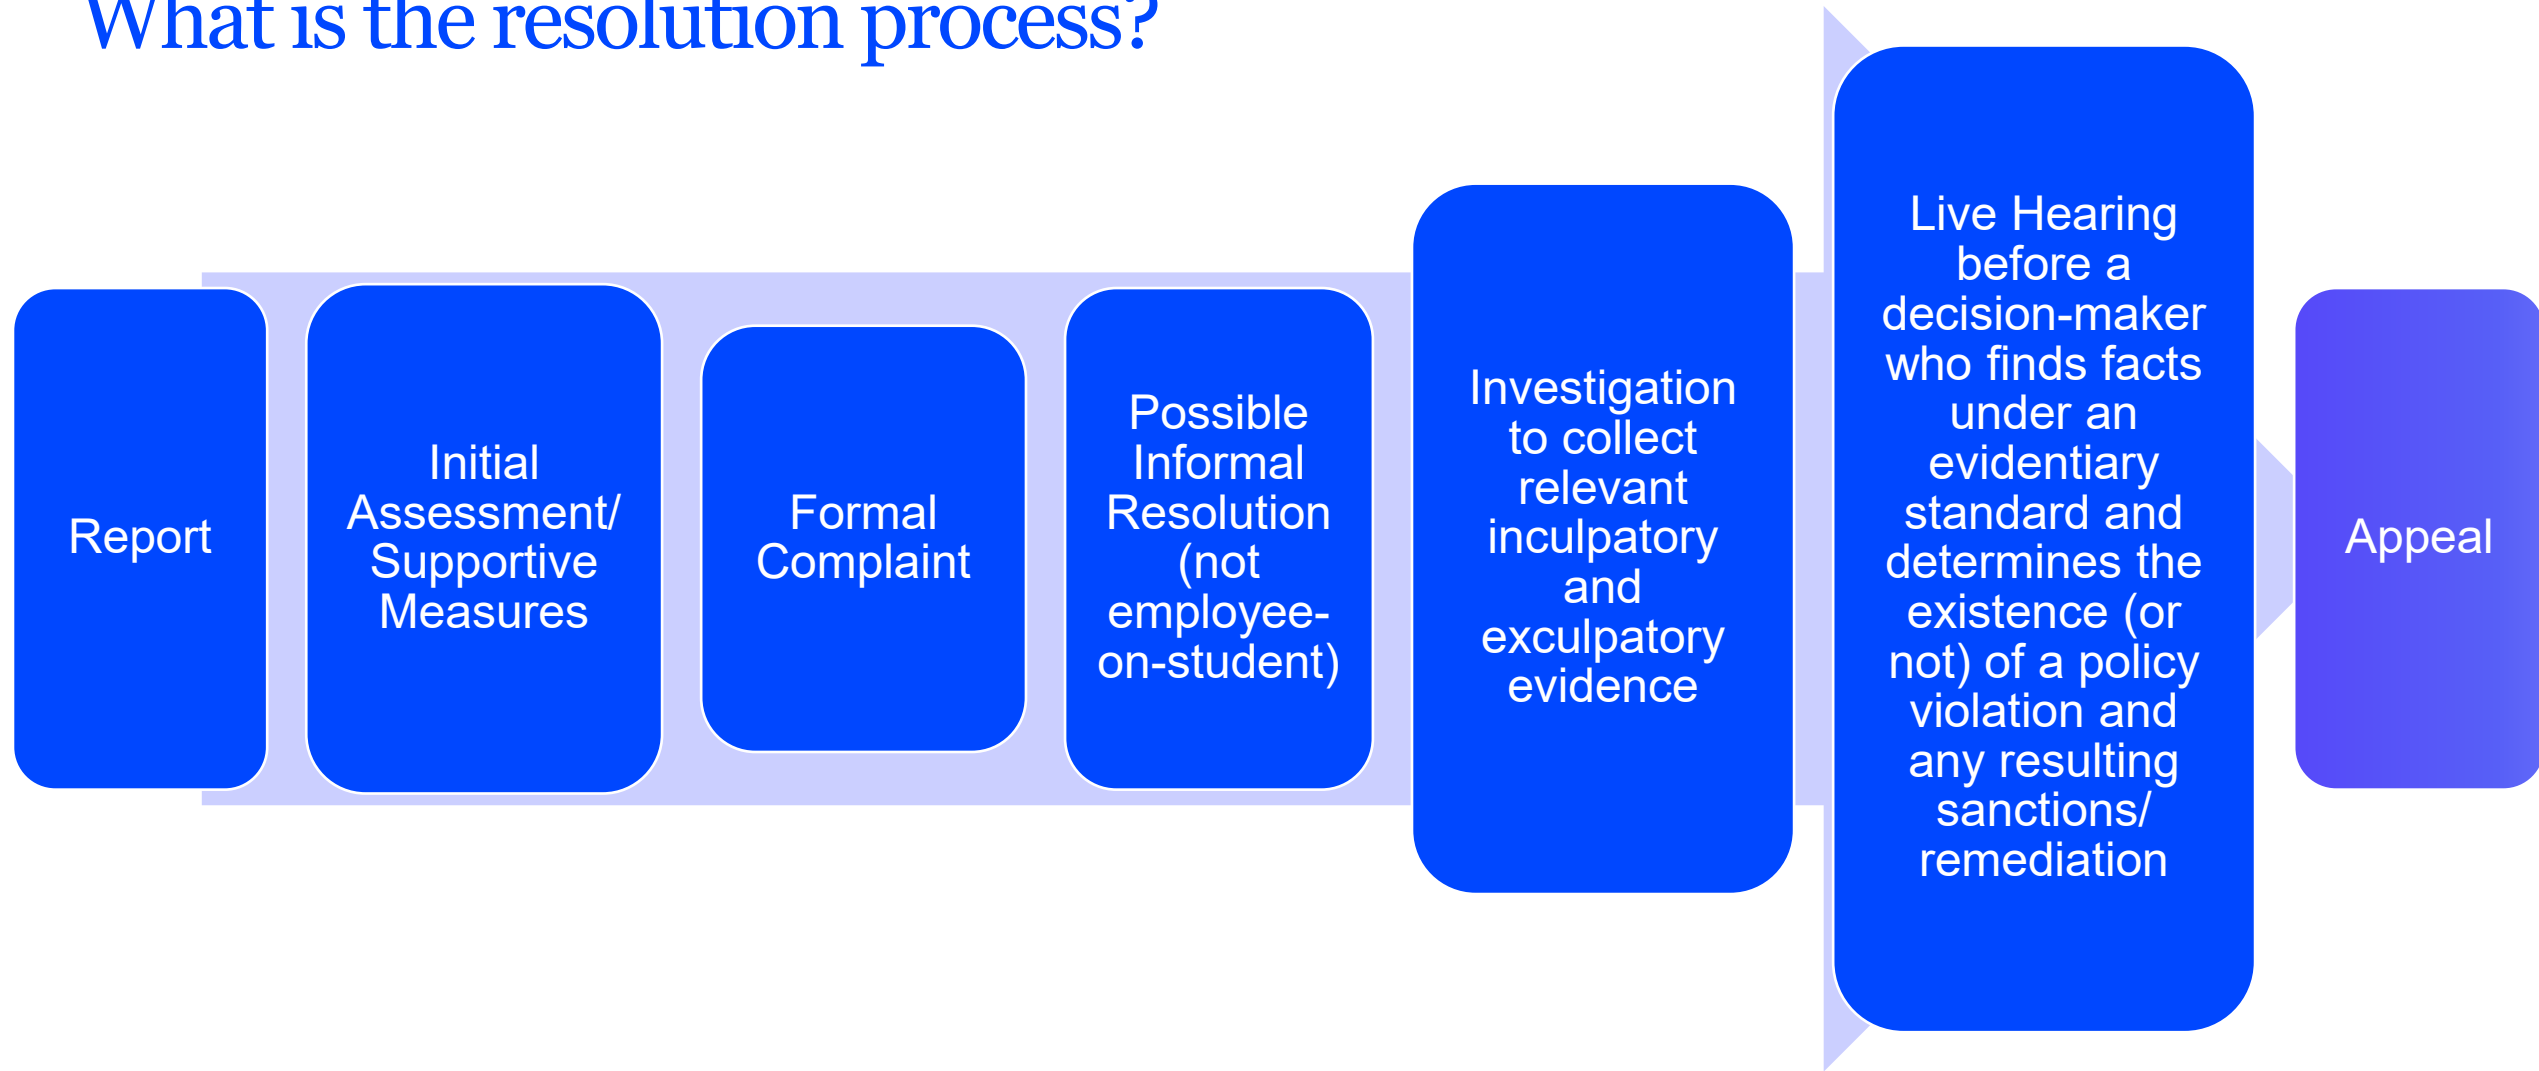 What is the resolution process?
Report
Initial
Assessment/
Supportive
Measures
Formal
Complaint
Possible
Informal
Resolution
(not
employee-
on-student)
Investigation
to collect
relevant
inculpatory
and
exculpatory
evidence
Live Hearing
before a
decision-maker
who finds facts
under an
evidentiary
standard and
determines the
existence (or
not) of a policy
violation and
any resulting
sanctions/
remediation
Appeal